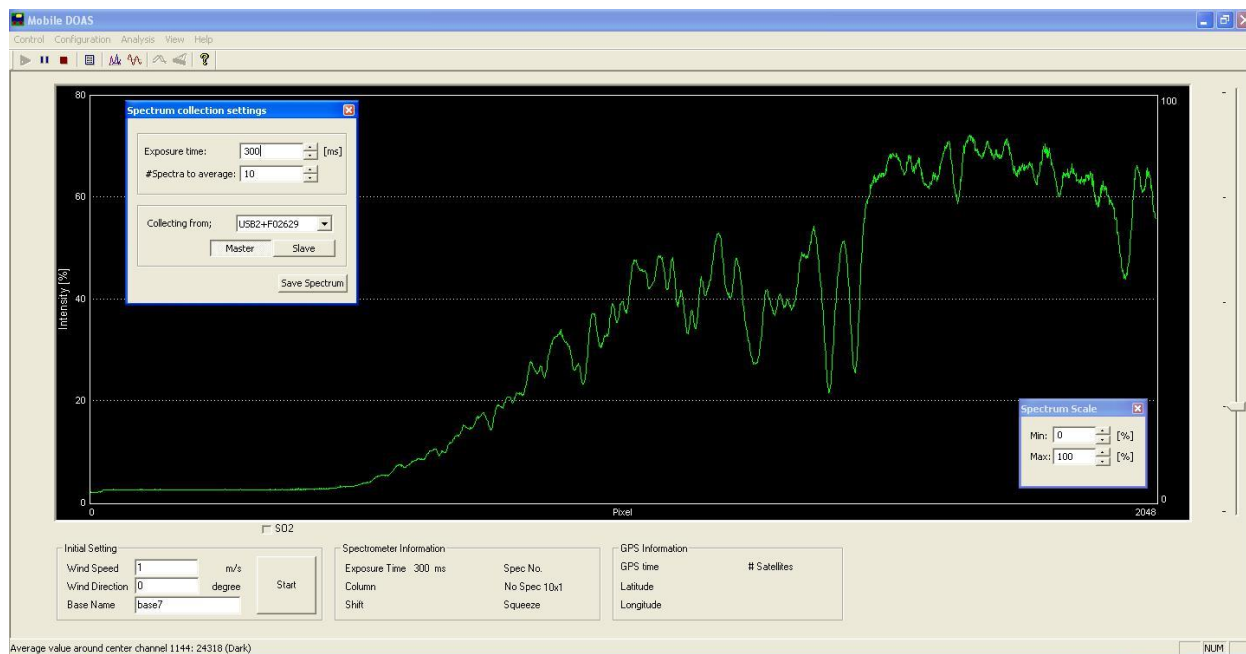 Mobile DOAS
Control Configuration Analysis View Help
80
100
Spectrum collection settings
Exposure time: 300 [ms]
#Spectra to average: 10
Collecting from; USB2+F02629
Master Slave
Save Spectrum
60
Intensity [%]
40
20
Spectrum Scale
Min: 0 [%]
Max: 100 [%]
0
0
0 Pixel 2048
SO2
Initial Setting
Wind Speed 1 m/s
Wind Direction 0 degree
Base Name base7
Start
Spectrometer Information
Exposure Time 300 ms Spec No.
Column No Spec 10x1
Shift Squeeze
GPS Information
GPS time # Satellites
Latitude
Longitude
Average value around center channel 1144: 24318 (Dark)
NUM